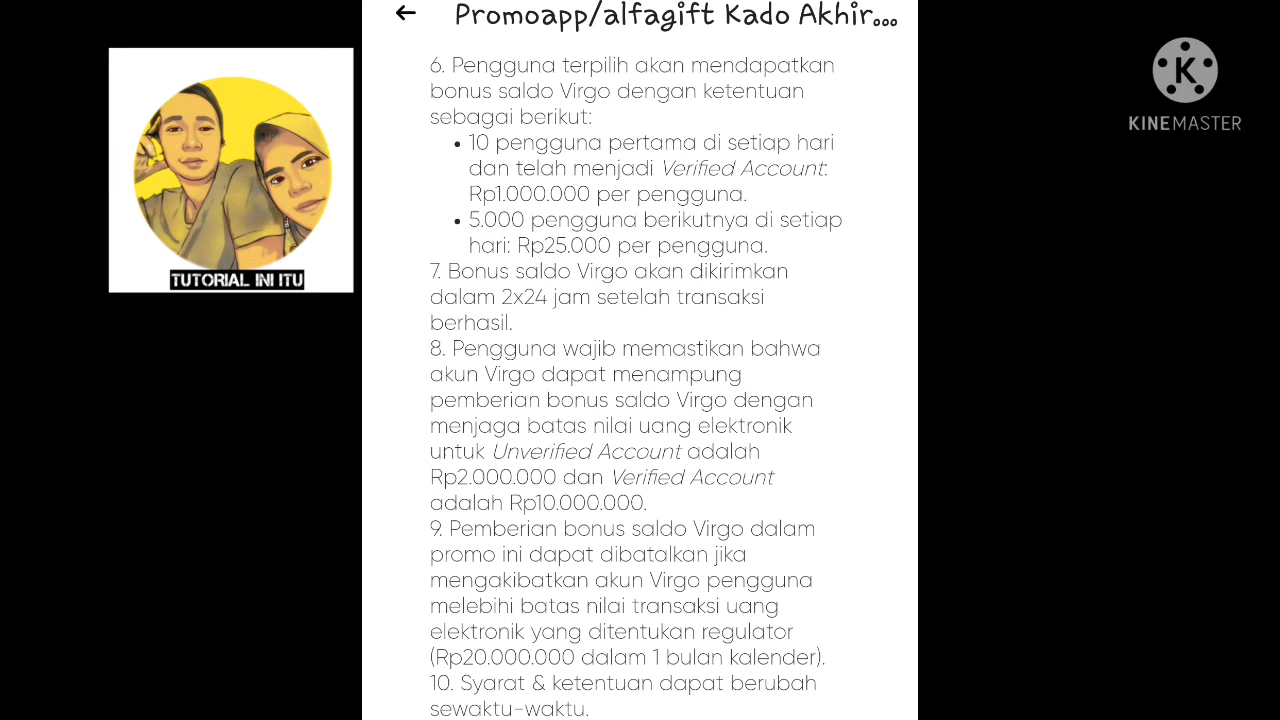 Promoapp/alfagift Kado Akhir...
6. Pengguna terpilih akan mendapatkan
bonus saldo Virgo dengan ketentuan
sebagai berikut:
• 10 pengguna pertama di setiap hari
dan telah menjadi Verified Account:
Rp1.000.000 per pengguna.
• 5.000 pengguna berikutnya di setiap
hari: Rp25.000 per pengguna.
7. Bonus saldo Virgo akan dikirimkan
dalam 2x24 jam setelah transaksi
berhasil.
8. Pengguna wajib memastikan bahwa
akun Virgo dapat menampung
pemberian bonus saldo Virgo dengan
menjaga batas nilai uang elektronik
untuk Unverified Account adalah
Rp2.000.000 dan Verified Account
adalah Rp10.000.000.
9. Pemberian bonus saldo Virgo dalam
promo ini dapat dibatalkan jika
mengakibatkan akun Virgo pengguna
melebihi batas nilai transaksi uang
elektronik yang ditentukan regulator
(Rp20.000.000 dalam 1 bulan kalender).
10. Syarat & ketentuan dapat berubah
sewaktu-waktu.
TUTORIAL INI ITU
K
KINEMASTER